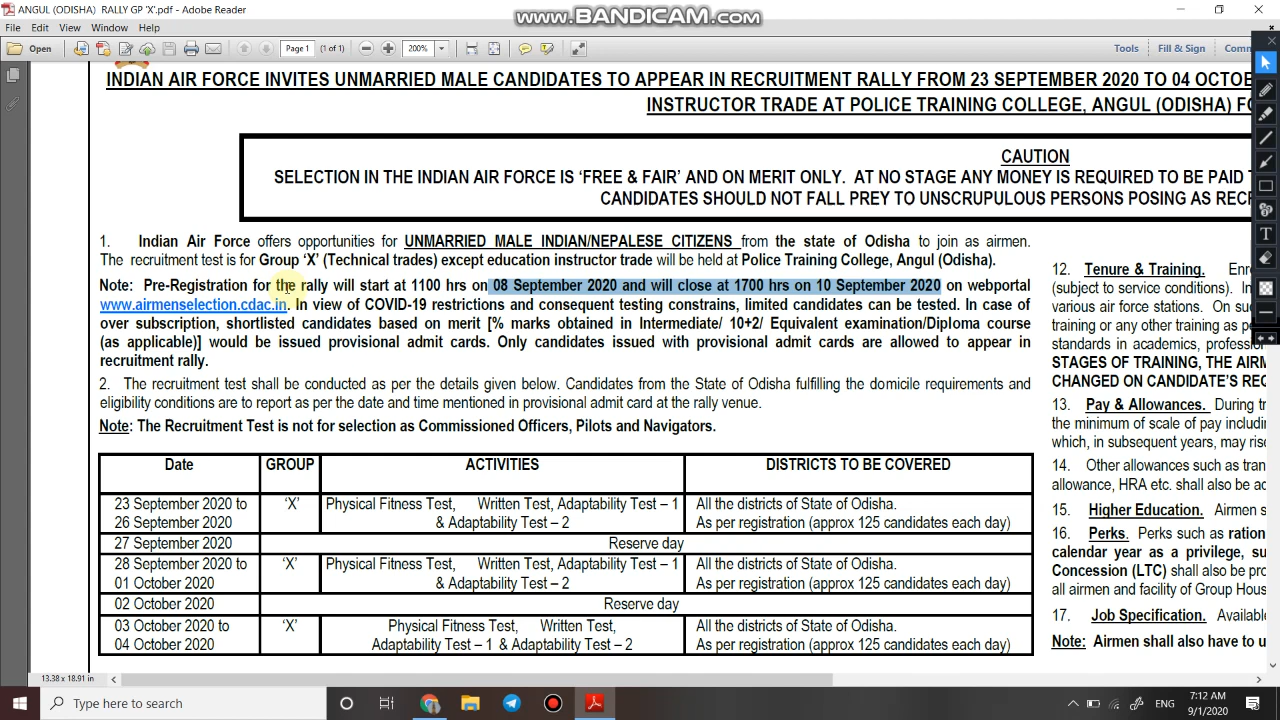 ANGUL (ODISHA) RALLY GP 'X'.pdf - Adobe Reader
www.BANDICAM.com
File Edit View Window Help
Open Page 1 (1 of 1) 200% Tools Fill & Sign Comm
INDIAN AIR FORCE INVITES UNMARRIED MALE CANDIDATES TO APPEAR IN RECRUITMENT RALLY FROM 23 SEPTEMBER 2020 TO 04 OCTO
INSTRUCTOR TRADE AT POLICE TRAINING COLLEGE, ANGUL (ODISHA) FO
CAUTION
SELECTION IN THE INDIAN AIR FORCE IS 'FREE & FAIR' AND ON MERIT ONLY. AT NO STAGE ANY MONEY IS REQUIRED TO BE PAID
CANDIDATES SHOULD NOT FALL PREY TO UNSCRUPULOUS PERSONS POSING AS REC
1. Indian Air Force offers opportunities for UNMARRIED MALE INDIAN/NEPALESE CITIZENS from the state of Odisha to join as airmen.
The recruitment test is for Group 'X' (Technical trades) except education instructor trade will be held at Police Training College, Angul (Odisha).
Note: Pre-Registration for the rally will start at 1100 hrs on 08 September 2020 and will close at 1700 hrs on 10 September 2020 on webportal
www.airmenselection.cdac.in. In view of COVID-19 restrictions and consequent testing constrains, limited candidates can be tested. In case of
over subscription, shortlisted candidates based on merit [% marks obtained in Intermediate/ 10+2/ Equivalent examination/Diploma course
(as applicable)] would be issued provisional admit cards. Only candidates issued with provisional admit cards are allowed to appear in
recruitment rally.
2. The recruitment test shall be conducted as per the details given below. Candidates from the State of Odisha fulfilling the domicile requirements and
eligibility conditions are to report as per the date and time mentioned in provisional admit card at the rally venue.
Note: The Recruitment Test is not for selection as Commissioned Officers, Pilots and Navigators.
Date GROUP ACTIVITIES DISTRICTS TO BE COVERED
23 September 2020 to 'X' Physical Fitness Test, Written Test, Adaptability Test – 1 All the districts of State of Odisha.
26 September 2020 & Adaptability Test – 2 As per registration (approx 125 candidates each day)
27 September 2020 Reserve day
28 September 2020 to 'X' Physical Fitness Test, Written Test, Adaptability Test – 1 All the districts of State of Odisha.
01 October 2020 & Adaptability Test – 2 As per registration (approx 125 candidates each day)
02 October 2020 Reserve day
03 October 2020 to 'X' Physical Fitness Test, Written Test, All the districts of State of Odisha.
04 October 2020 Adaptability Test – 1 & Adaptability Test – 2 As per registration (approx 125 candidates each day)
12. Tenure & Training. Enro
(subject to service conditions). In
various air force stations. On suc
training or any other training as pe
standards in academics, profession
STAGES OF TRAINING, THE AIRM
CHANGED ON CANDIDATE'S REQ
13. Pay & Allowances. During tr
the minimum of scale of pay includin
which, in subsequent years, may rise
14. Other allowances such as tran
allowance, HRA etc. shall also be ad
15. Higher Education. Airmen s
16. Perks. Perks such as ration
calendar year as a privilege, su
Concession (LTC) shall also be pro
all airmen and facility of Group Hous
17. Job Specification. Available
Note: Airmen shall also have to u
13.38 x 18.91 in
Type here to search
ENG
7:12 AM
9/1/2020